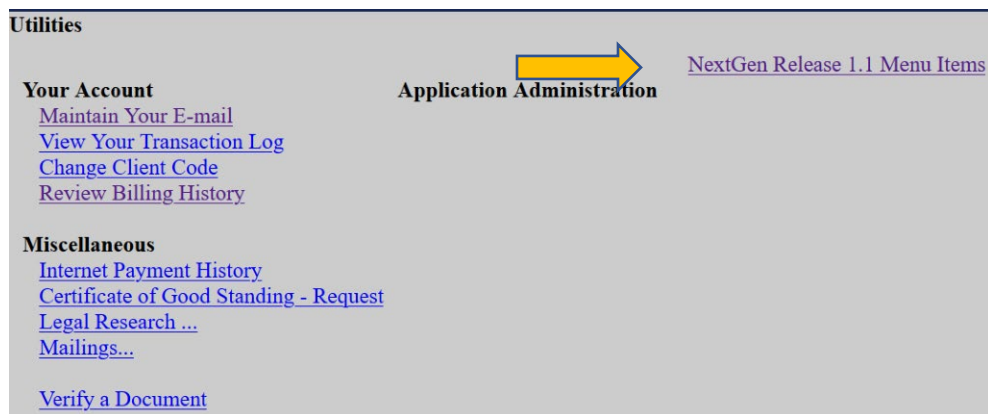 Utilities
NextGen Release 1.1 Menu Items
Your Account
Maintain Your E-mail
View Your Transaction Log
Change Client Code
Review Billing History
Application Administration
Miscellaneous
Internet Payment History
Certificate of Good Standing - Request
Legal Research ...
Mailings...
Verify a Document